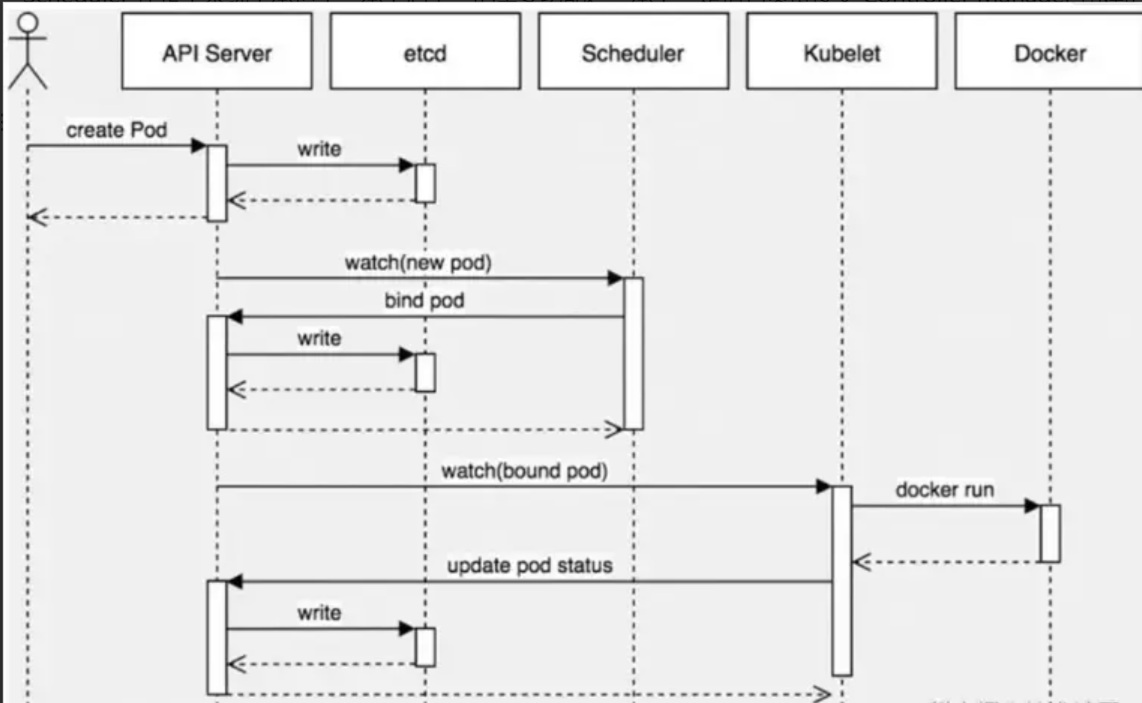 API Server
etcd
Scheduler
Kubelet
Docker
create Pod
write
watch(new pod)
bind pod
write
watch(bound pod)
docker run
update pod status
write